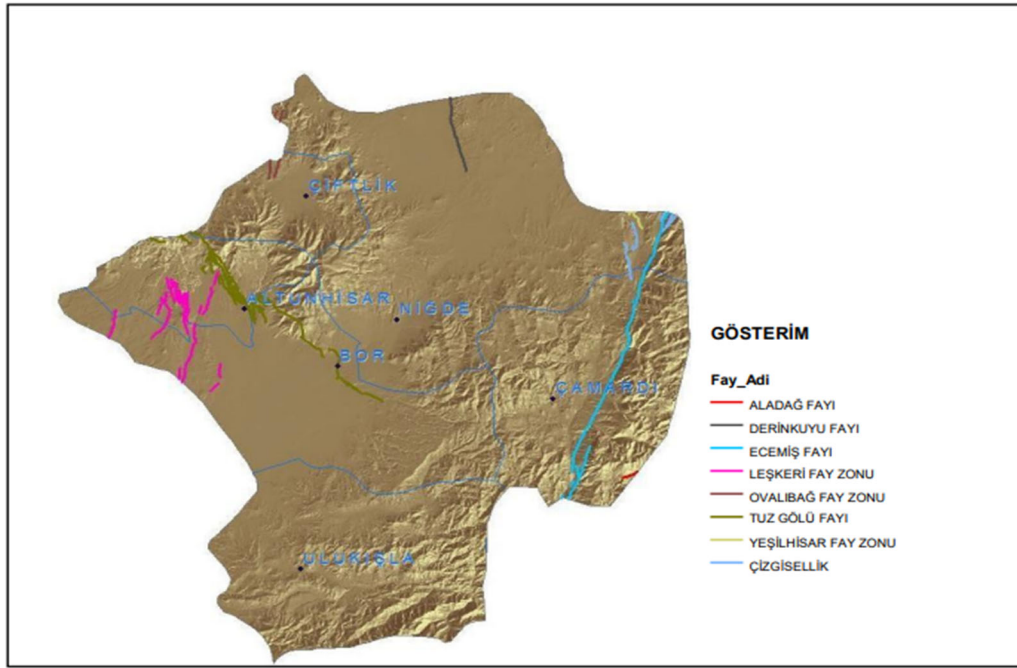 ÇİFTLİK
ALTUNHİSAR
NİĞDE
BOR
ÇAMARDI
ULUKIŞLA
GÖSTERİM
Fay_Adi
ALADAĞ FAYI
DERİNKUYU FAYI
ECEMİŞ FAYI
LEŞKERİ FAY ZONU
OVALIBAĞ FAY ZONU
TUZ GÖLÜ FAYI
YEŞİLHİSAR FAY ZONU
ÇİZGİSELLİK